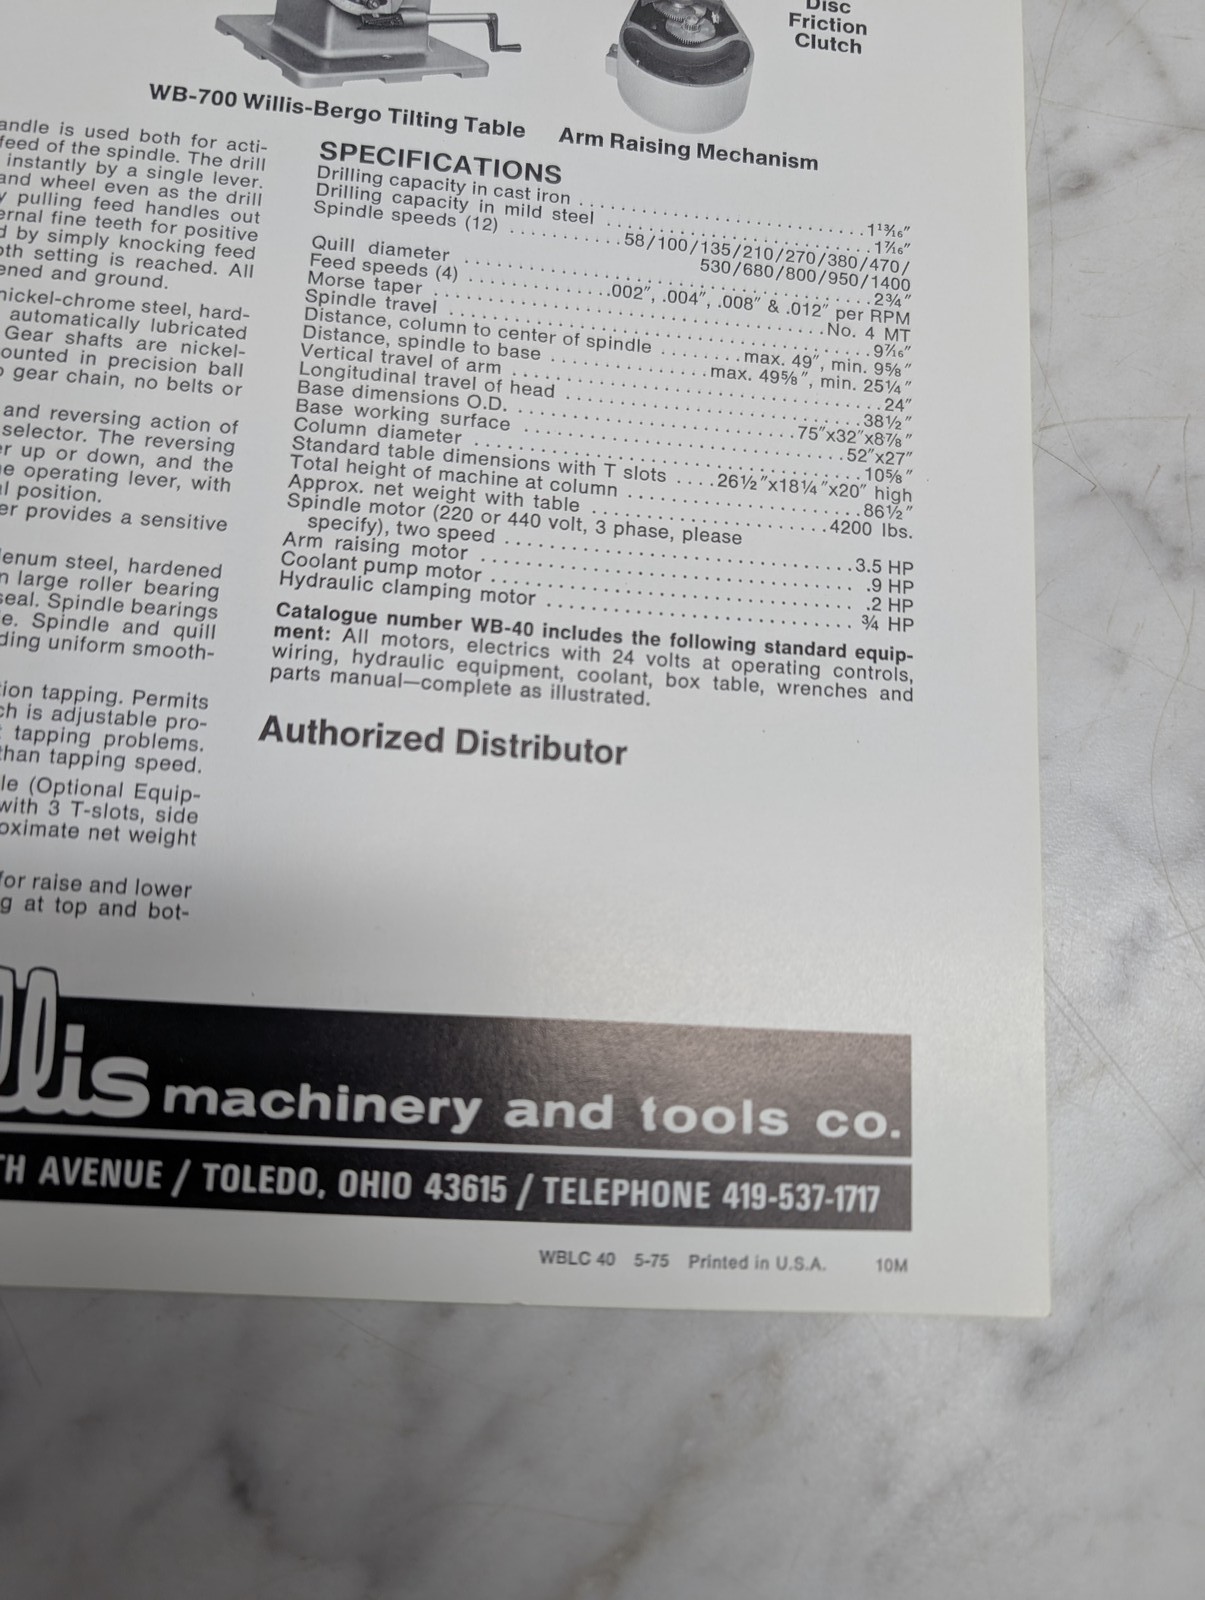 Disc
Friction
Clutch
WB-700 Willis-Bergo Tilting Table
Arm Raising Mechanism
andle is used both for acti-
feed of the spindle. The drill
instantly by a single lever.
and wheel even as the drill
pulling feed handles out
ernal fine teeth for positive
by simply knocking feed
oth setting is reached. All
ened and ground.
nickel-chrome steel, hard-
automatically lubricated
Gear shafts are nickel-
ounted in precision ball
gear chain, no belts or
and reversing action of
selector. The reversing
er up or down, and the
e operating lever, with
al position.
er provides a sensitive
denum steel, hardened
n large roller bearing
seal. Spindle bearings
e. Spindle and quill
ding uniform smooth-
tion tapping. Permits
ch is adjustable pro-
tapping problems.
than tapping speed.
le (Optional Equip-
with 3 T-slots, side
oximate net weight
for raise and lower
g at top and bot-
SPECIFICATIONS
Drilling capacity in cast iron . . . . . . . . . . . . . . . . 1¹³⁄₁₆″
Drilling capacity in mild steel . . . . . . . . . . . . . . . . 1⁷⁄₁₆″
Spindle speeds (12) . . . . . . . . . . 58/100/135/210/270/380/470/
530/680/800/950/1400
Quill diameter . . . . . . . . . . . . . . . . 2¾″
Feed speeds (4) . . . . . . . . . . .002″, .004″, .008″ & .012″ per RPM
Morse taper . . . . . . . . . . . . . . . . No. 4 MT
Spindle travel . . . . . . . . . . . . . . . . 9⁷⁄₁₆″
Distance, column to center of spindle . . . . . . . . max. 49″, min. 9⅝″
Distance, spindle to base . . . . . . . . . . max. 49⅝″, min. 25¼″
Vertical travel of arm . . . . . . . . . . . . . . . . 24″
Longitudinal travel of head . . . . . . . . . . . . . . . . 38½″
Base dimensions O.D. . . . . . . . . . . . . . . . 75″x32″x8⅞″
Base working surface . . . . . . . . . . . . . . . . 52″x27″
Column diameter . . . . . . . . . . . . . . . . 10⅝″
Standard table dimensions with T slots . . . . 26½″x18¼″x20″ high
Total height of machine at column . . . . . . . . . . . . 86½″
Approx. net weight with table . . . . . . . . . . . . 4200 lbs.
Spindle motor (220 or 440 volt, 3 phase, please
specify), two speed . . . . . . . . . . . . . . . . 3.5 HP
Arm raising motor . . . . . . . . . . . . . . . . .9 HP
Coolant pump motor . . . . . . . . . . . . . . . . .2 HP
Hydraulic clamping motor . . . . . . . . . . . . . . . . ¾ HP
Catalogue number WB-40 includes the following standard equip-
ment: All motors, electrics with 24 volts at operating controls,
wiring, hydraulic equipment, coolant, box table, wrenches and
parts manual—complete as illustrated.
Authorized Distributor
llis machinery and tools co.
TH AVENUE / TOLEDO, OHIO 43615 / TELEPHONE 419-537-1717
WBLC 40 5-75 Printed in U.S.A. 10M